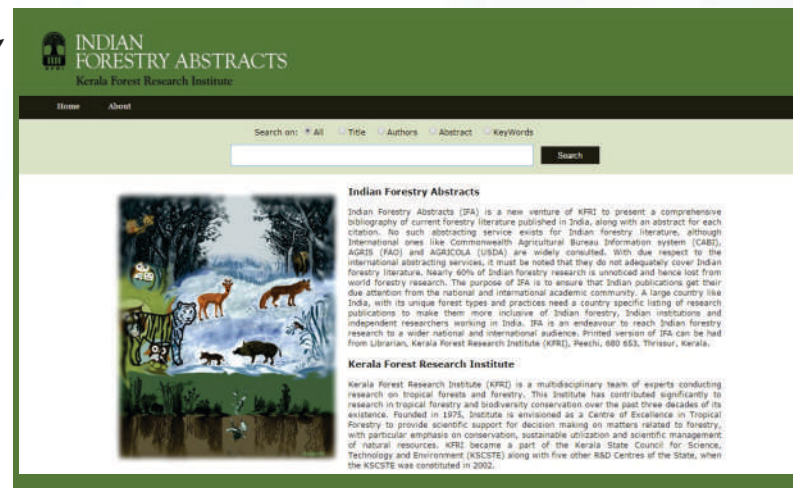 INDIAN
FORESTRY ABSTRACTS
Kerala Forest Research Institute
KFRI
Home About
Search on: All Title Authors Abstract KeyWords
Search
Indian Forestry Abstracts
Indian Forestry Abstracts (IFA) is a new venture of KFRI to present a comprehensive
bibliography of current forestry literature published in India, along with an abstract for each
citation. No such abstracting service exists for Indian forestry literature, although
International ones like Commonwealth Agricultural Bureau Information system (CABI),
AGRIS (FAO) and AGRICOLA (USDA) are widely consulted. With due respect to the
international abstracting services, it must be noted that they do not adequately cover Indian
forestry literature. Nearly 60% of Indian forestry research is unnoticed and hence lost from
world forestry research. The purpose of IFA is to ensure that Indian publications get their
due attention from the national and international academic community. A large country like
India, with its unique forest types and practices need a country specific listing of research
publications to make them more inclusive of Indian forestry, Indian institutions and
independent researchers working in India. IFA is an endeavour to reach Indian forestry
research to a wider national and international audience. Printed version of IFA can be had
from Librarian, Kerala Forest Research Institute (KFRI), Peechi, 680 653, Thrissur, Kerala.
Kerala Forest Research Institute
Kerala Forest Research Institute (KFRI) is a multidisciplinary team of experts conducting
research on tropical forests and forestry. This Institute has contributed significantly to
research in tropical forestry and biodiversity conservation over the past three decades of its
existence. Founded in 1975, Institute is envisioned as a Centre of Excellence in Tropical
Forestry to provide scientific support for decision making on matters related to forestry,
with particular emphasis on conservation, sustainable utilization and scientific management
of natural resources. KFRI became a part of the Kerala State Council for Science,
Technology and Environment (KSCSTE) along with five other R&D Centres of the State, when
the KSCSTE was constituted in 2002.